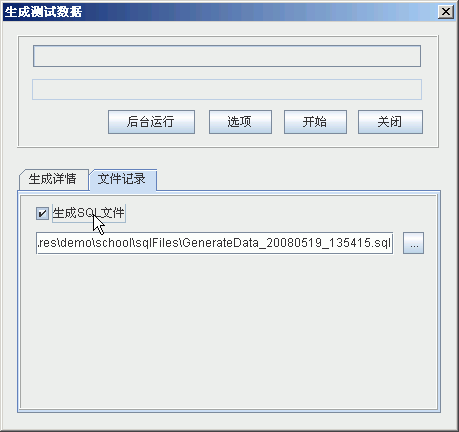 生成测试数据
后台运行 选项 开始 关闭
生成详情 文件记录
生成SQL文件
.res\demo\school\sqlFiles\GenerateData_20080519_135415.sql ...